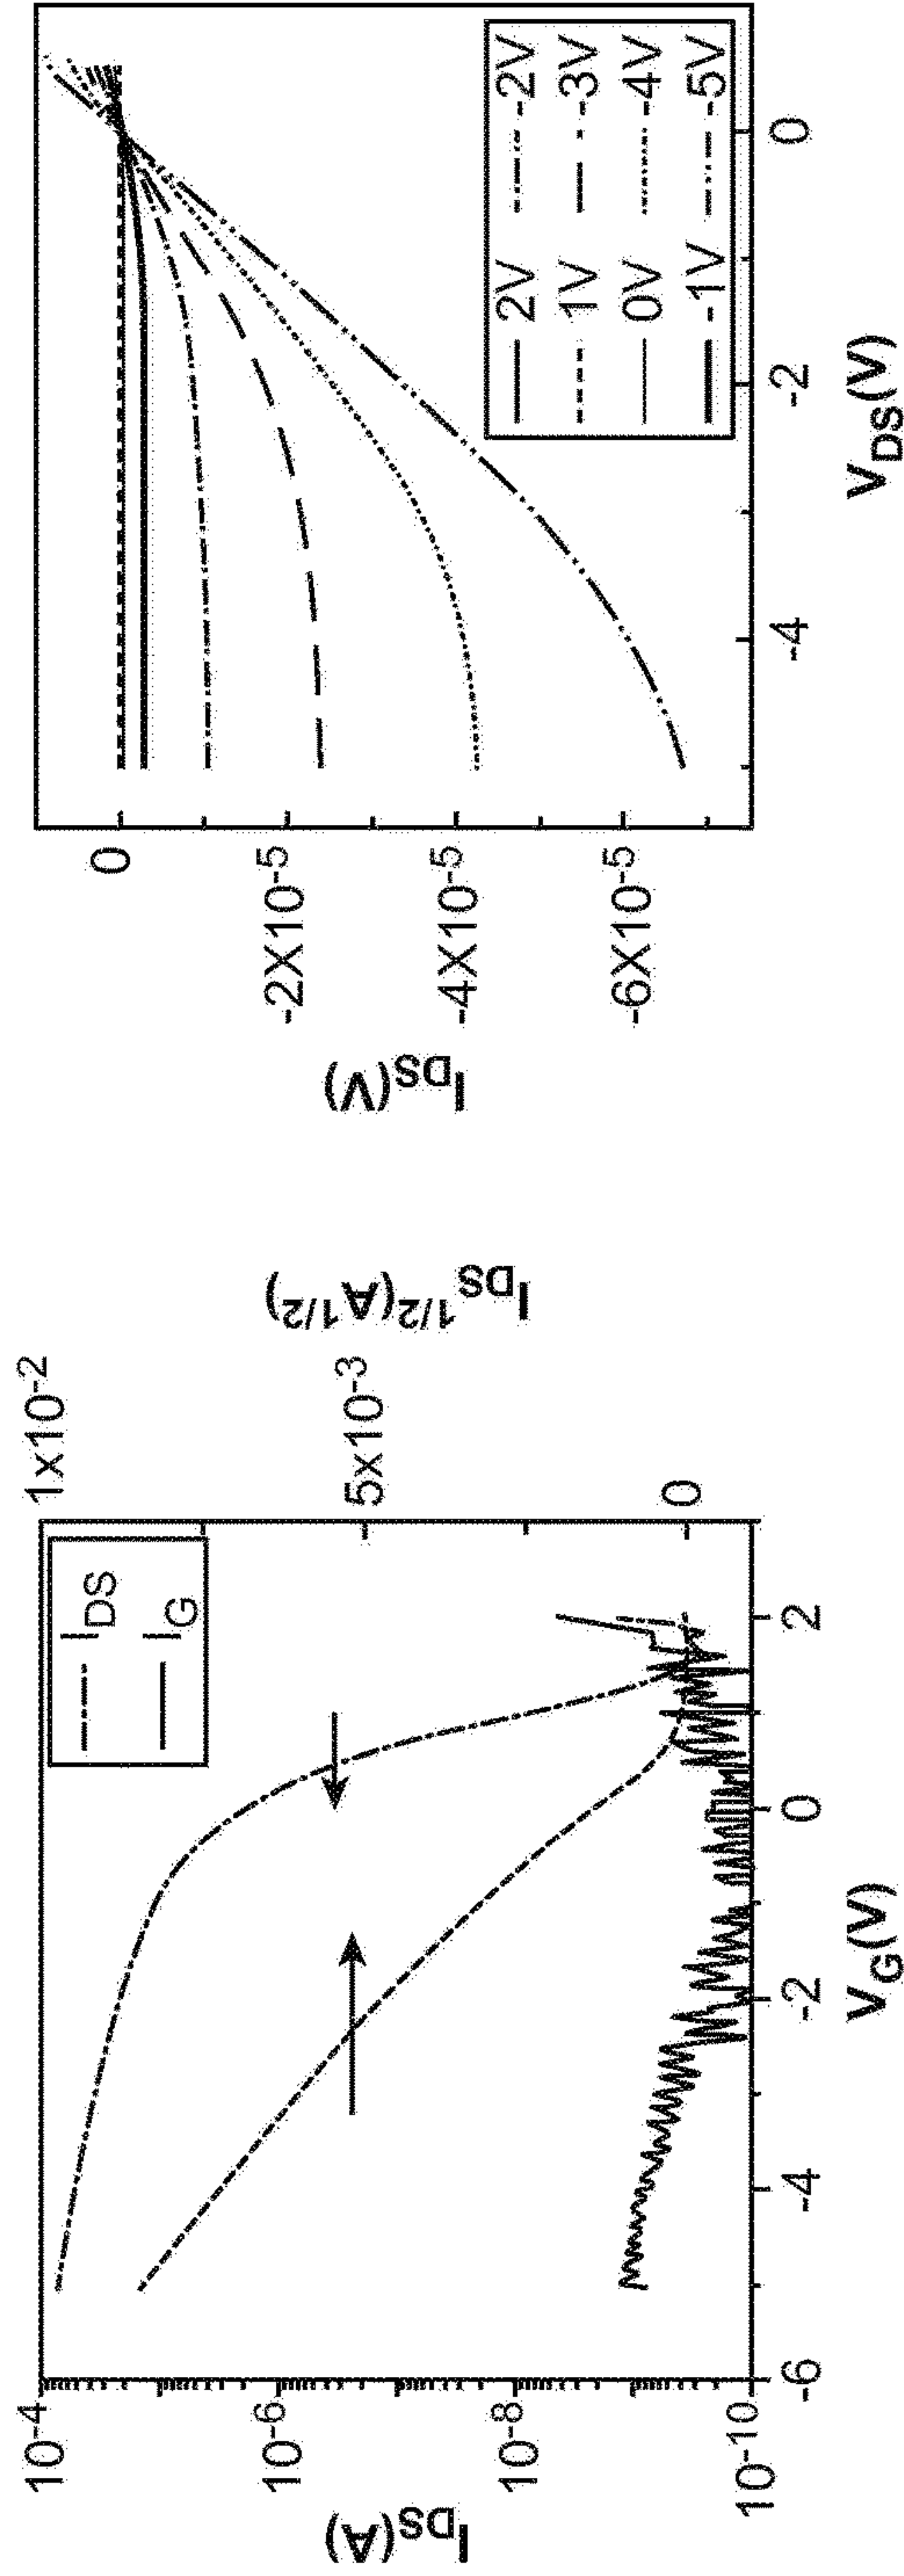 I_DS(A)
10^-4
10^-6
10^-8
10^-10
-6
-4
-2
0
2
V_G(V)
I_DS
I_G
1x10^-2
5x10^-3
0
I_DS^1/2(A^1/2)
I_DS(V)
0
-2X10^-5
-4X10^-5
-6X10^-5
-4
-2
0
V_DS(V)
2V -2V
1V -3V
0V -4V
-1V -5V